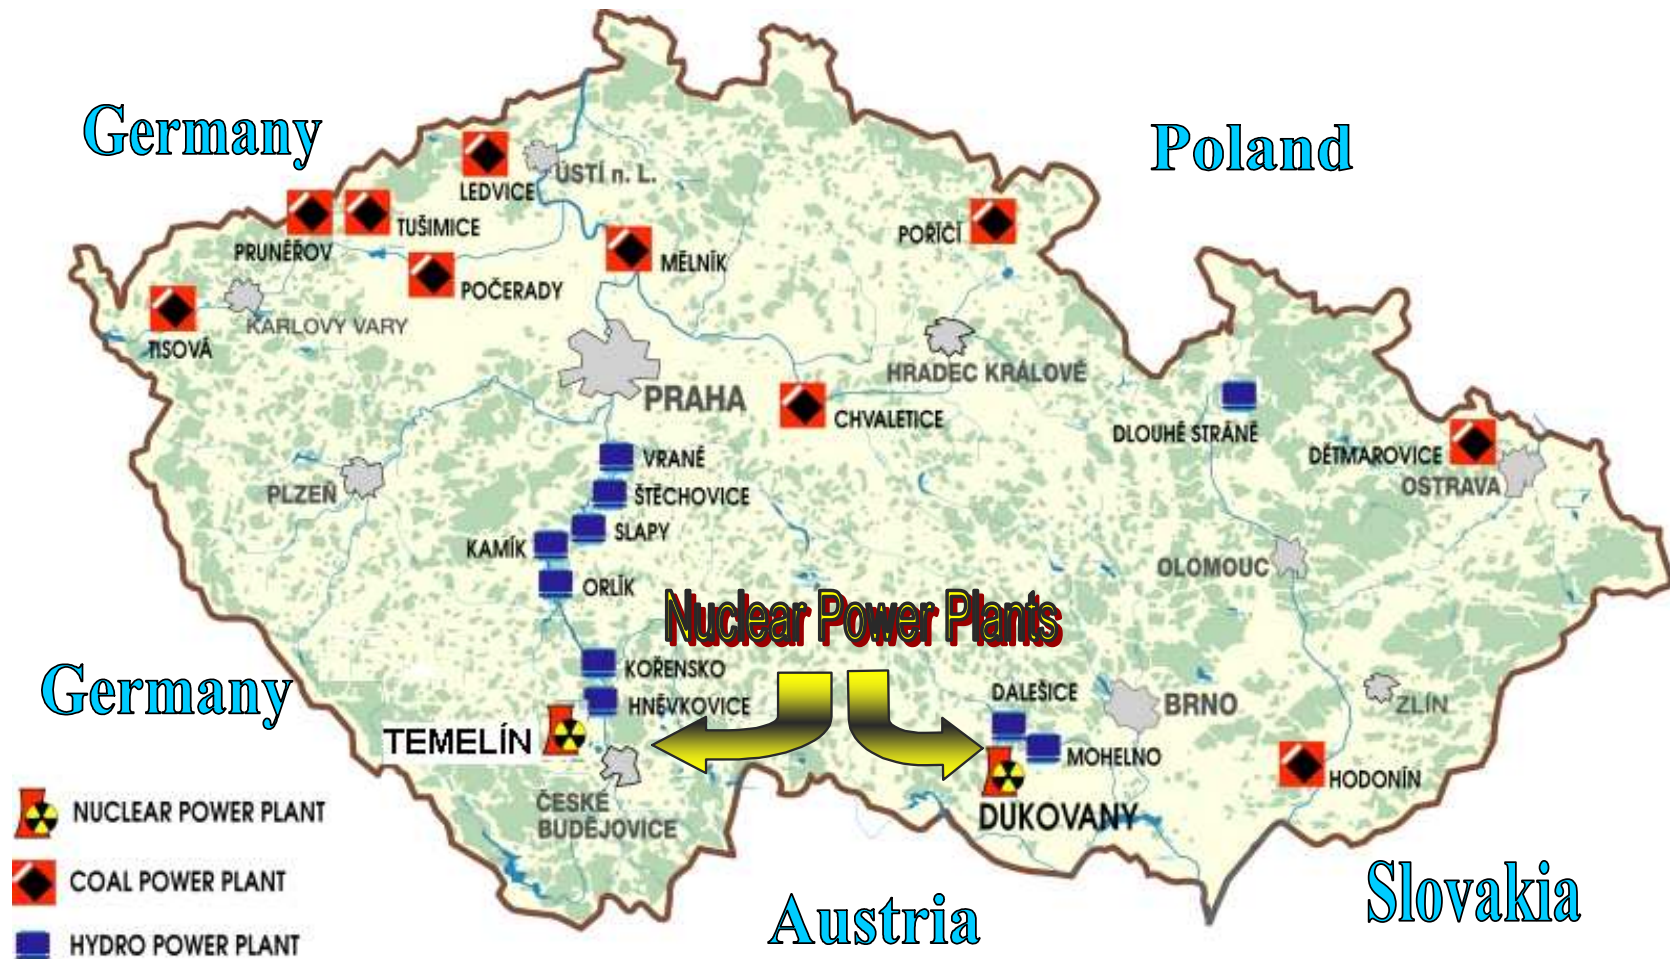 Germany
Poland
LEDVICE
ÚSTÍ n. L.
TUŠIMICE
PRUNĚŘOV
POŘÍČÍ
MĚLNÍK
POČERADY
KARLOVY VARY
TISOVÁ
HRADEC KRÁLOVÉ
PRAHA
CHVALETICE
DLOUHÉ STRÁNĚ
VRANÉ
DĚTMAROVICE
OSTRAVA
PLZEŇ
ŠTĚCHOVICE
SLAPY
KAMÍK
OLOMOUC
ORLÍK
Nuclear Power Plants
KOŘENSKO
Germany
DALEŠICE
HNĚVKOVICE
BRNO
ZLÍN
TEMELÍN
MOHELNO
HODONÍN
ČESKÉ
BUDĚJOVICE
DUKOVANY
NUCLEAR POWER PLANT
COAL POWER PLANT
HYDRO POWER PLANT
Austria
Slovakia